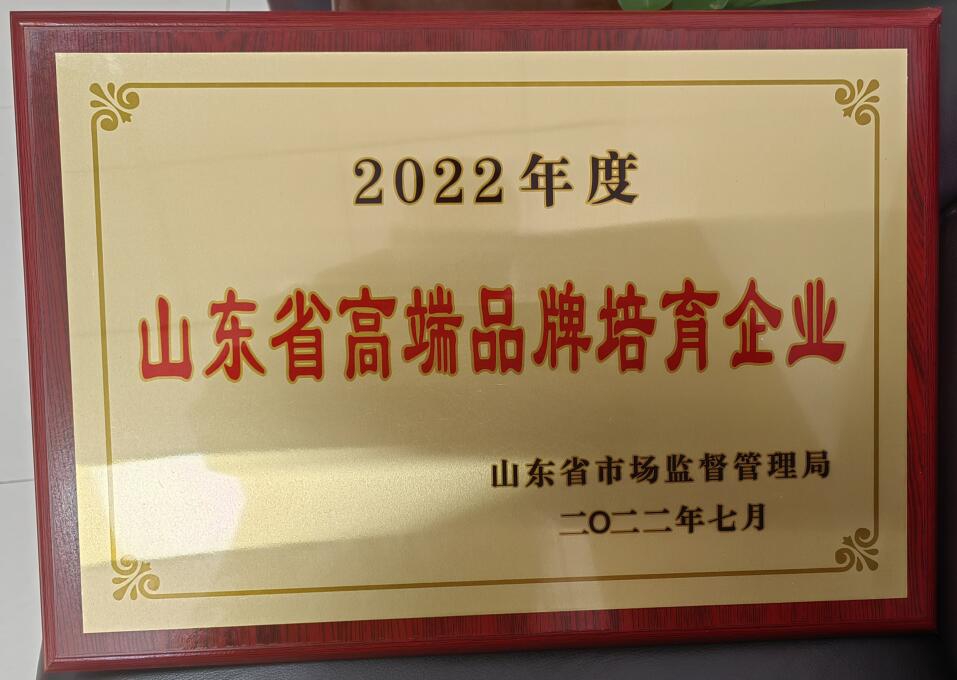 2022年度
山东省高端品牌培育企业
山东省市场监督管理局
二〇二二年七月